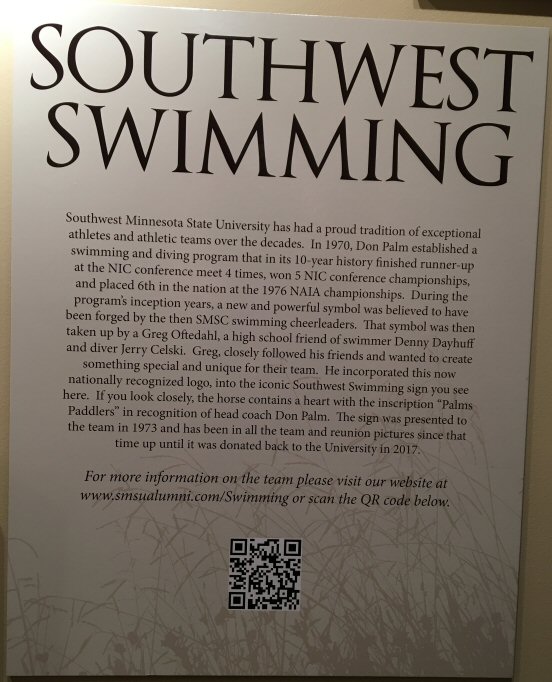 SOUTHWEST
SWIMMING
Southwest Minnesota State University has had a proud tradition of exceptional
athletes and athletic teams over the decades. In 1970, Don Palm established a
swimming and diving program that in its 10-year history finished runner-up
at the NIC conference meet 4 times, won 5 NIC conference championships,
and placed 6th in the nation at the 1976 NAIA championships. During the
program's inception years, a new and powerful symbol was believed to have
been forged by the then SMSC swimming cheerleaders. That symbol was then
taken up by a Greg Oftedahl, a high school friend of swimmer Denny Dayhuff
and diver Jerry Celski. Greg, closely followed his friends and wanted to create
something special and unique for their team. He incorporated this now
nationally recognized logo, into the iconic Southwest Swimming sign you see
here. If you look closely, the horse contains a heart with the inscription “Palms
Paddlers” in recognition of head coach Don Palm. The sign was presented to
the team in 1973 and has been in all the team and reunion pictures since that
time up until it was donated back to the University in 2017.
For more information on the team please visit our website at
www.smsualumni.com/Swimming or scan the QR code below.